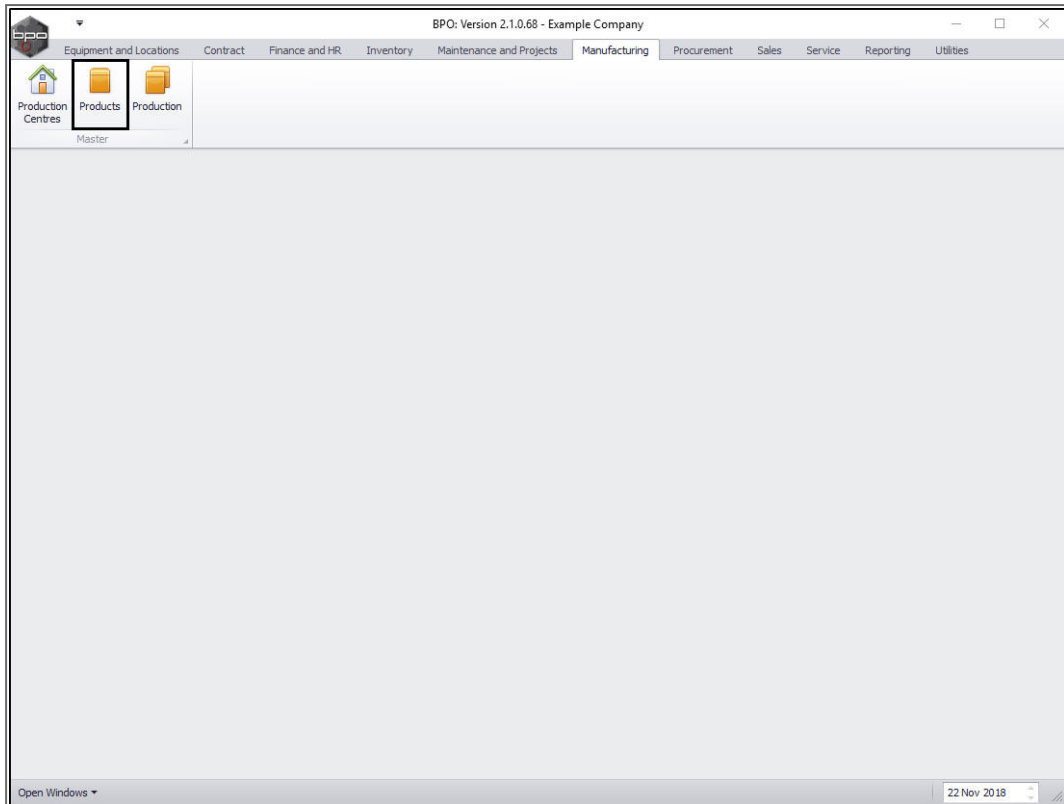 bpo
BPO: Version 2.1.0.68 - Example Company
Equipment and Locations Contract Finance and HR Inventory Maintenance and Projects Manufacturing Procurement Sales Service Reporting Utilities
Production Centres Products Production
Master
Open Windows 22 Nov 2018